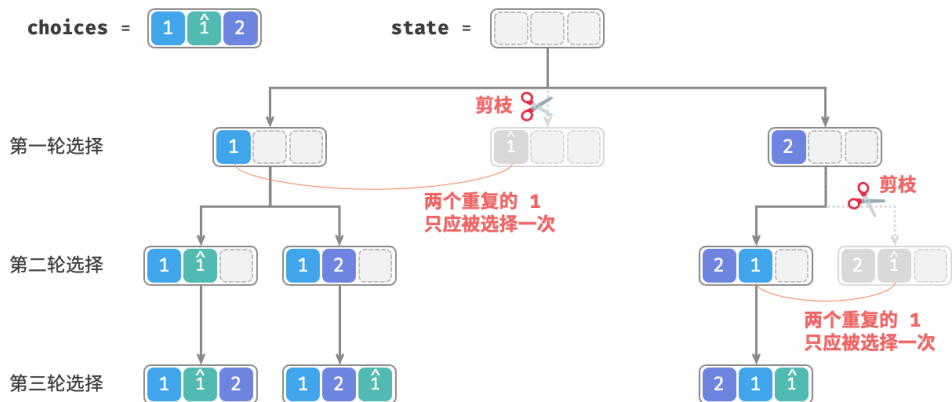 choices = 1 1̂ 2
state =
剪枝
第一轮选择
1
1̂
2
两个重复的 1
只应被选择一次
剪枝
第二轮选择
1 1̂
1 2
2 1
2 1̂
两个重复的 1
只应被选择一次
第三轮选择
1 1̂ 2
1 2 1̂
2 1 1̂